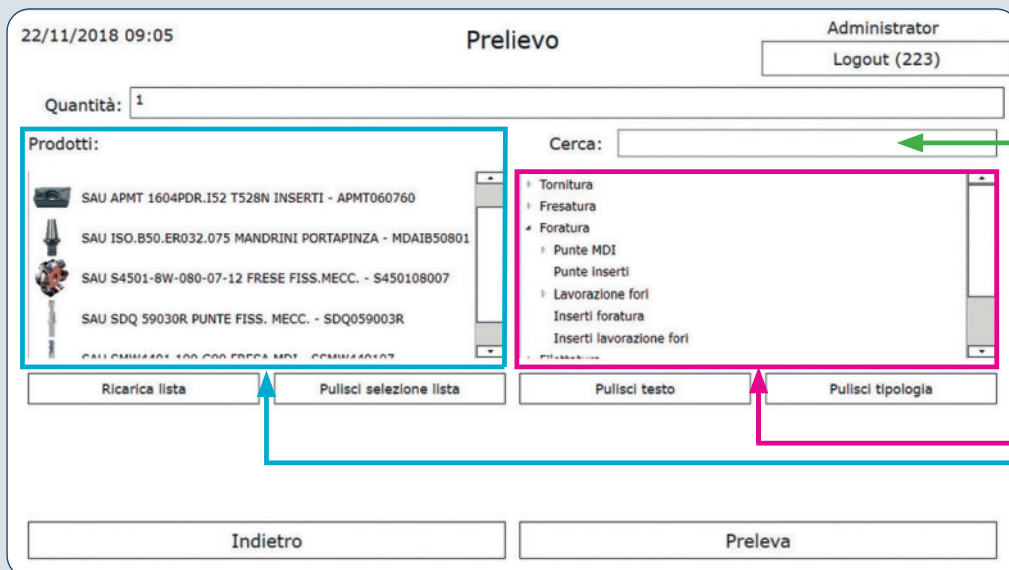 22/11/2018 09:05
Prelievo
Administrator
Logout (223)
Quantità: 1
Prodotti:
Cerca:
SAU APMT 1604PDR.I52 T528N INSERTI - APMT060760
SAU ISO.B50.ER032.075 MANDRINI PORTAPINZA - MDAIB50801
SAU S4501-8W-080-07-12 FRESE FISS.MECC. - S450108007
SAU SDQ 59030R PUNTE FISS. MECC. - SDQ059003R
Tornitura
Fresatura
Foratura
Punte MDI
Punte inserti
Lavorazione fori
Inserti foratura
Inserti lavorazione fori
Ricarica lista
Pulisci selezione lista
Pulisci testo
Pulisci tipologia
Indietro
Preleva